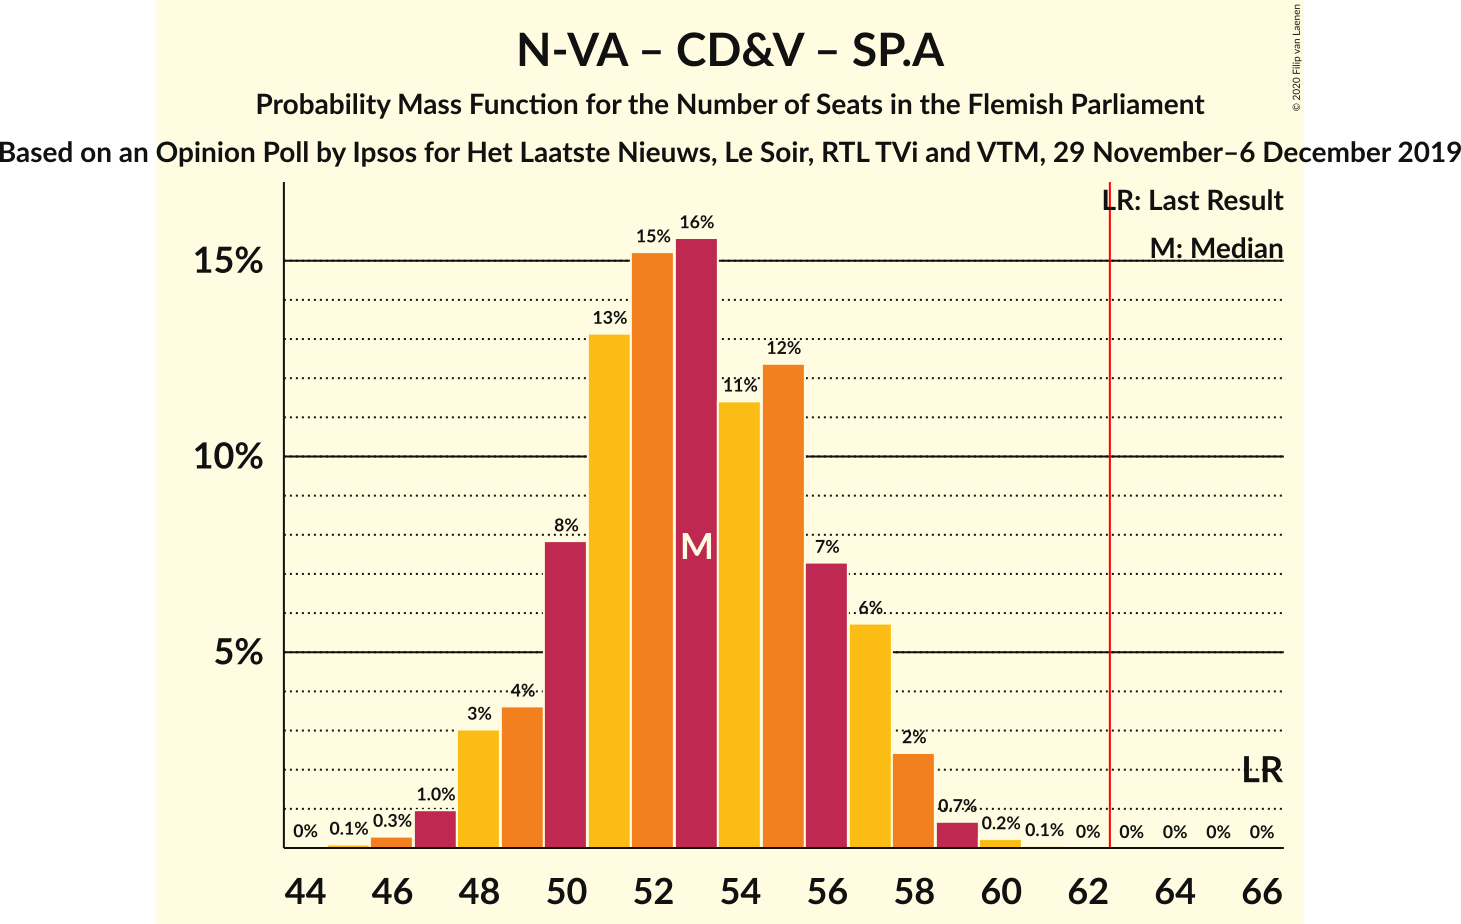 N-VA – CD&V – SP.A
Probability Mass Function for the Number of Seats in the Flemish Parliament
Based on an Opinion Poll by Ipsos for Het Laatste Nieuws, Le Soir, RTL TVi and VTM, 29 November–6 December 2019
© 2020 Filip van Laenen
LR: Last Result
M: Median
15%
10%
5%
0%
0.1%
0.3%
1.0%
3%
4%
8%
13%
15%
16%
11%
12%
7%
6%
2%
0.7%
0.2%
0.1%
0%
0%
0%
0%
0%
M
LR
44 46 48 50 52 54 56 58 60 62 64 66